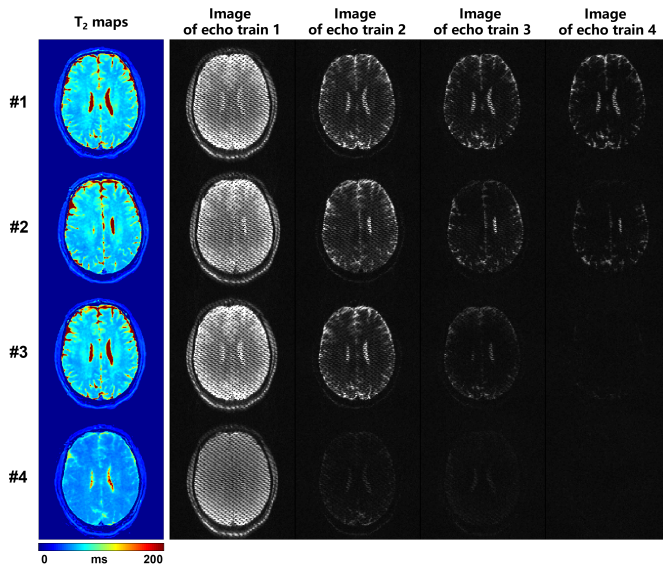 T₂ maps
Image
of echo train 1
Image
of echo train 2
Image
of echo train 3
Image
of echo train 4
#1
#2
#3
#4
0 ms 200